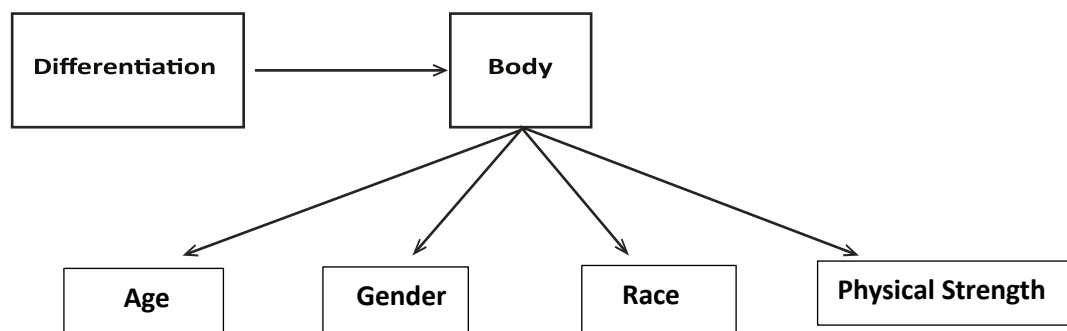 Differentiation
Body
Age
Gender
Race
Physical Strength